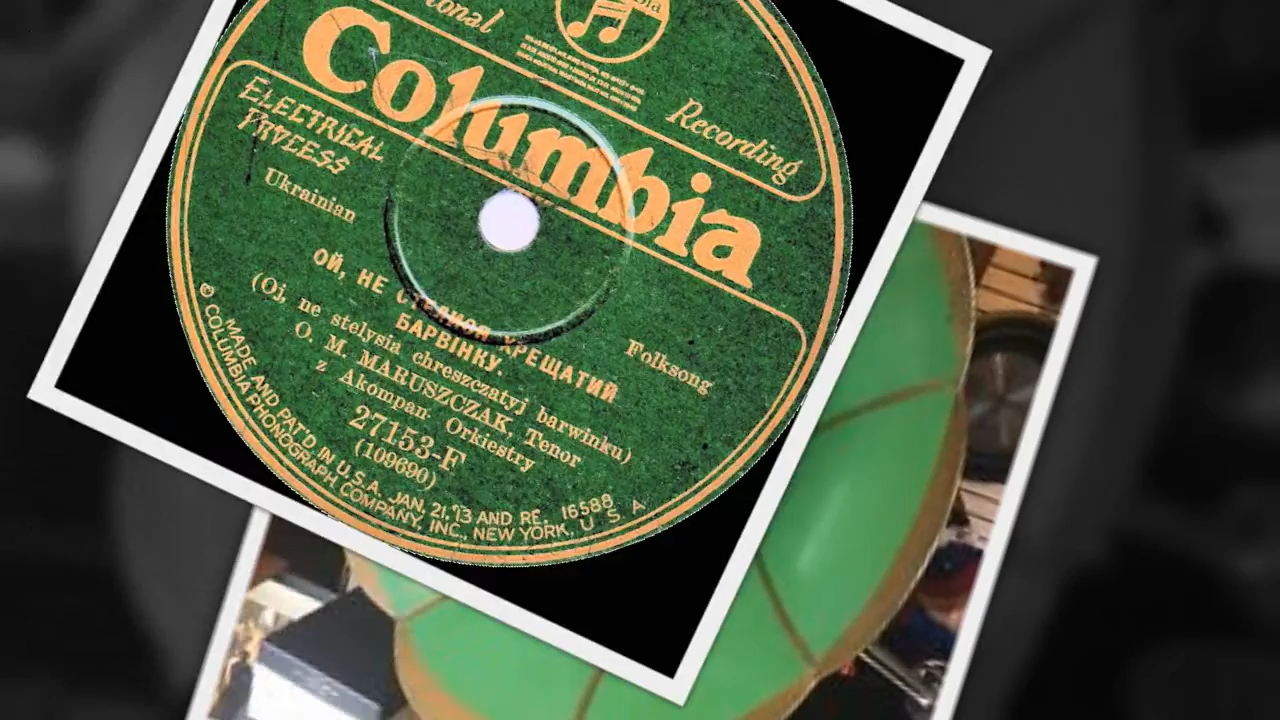 Recording
Columbia
ELECTRICAL
PROCESS
Ukrainian
ОЙ, НЕ СТЕЛИСЯ ХРЕЩАТИЙ
БАРВІНКУ.
Folksong
(Oj, ne stelysia chreszczatyj barwinku)
O. M. MARUSZCZAK, Tenor
z Akompan. Orkiestry
27153-F
(109690)
MADE AND PAT'D IN U.S.A. JAN, 21, '13 AND RE. 16588
© COLUMBIA PHONOGRAPH COMPANY, INC., NEW YORK, U. S. A.